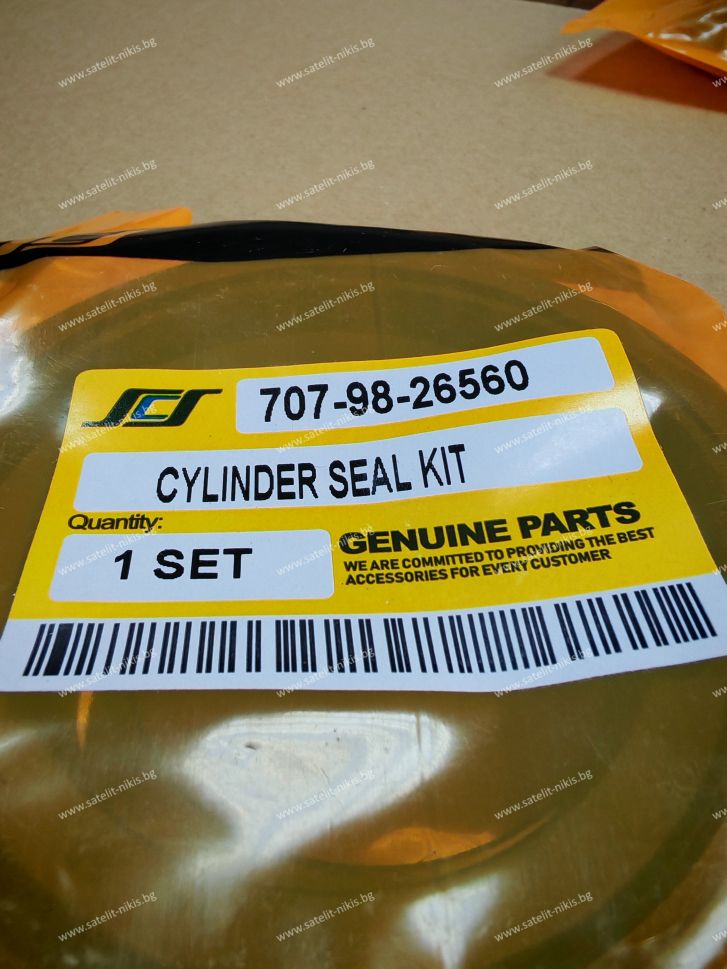 SCS
707-98-26560
CYLINDER SEAL KIT
Quantity:
1 SET
GENUINE PARTS
WE ARE COMMITTED TO PROVIDING THE BEST
ACCESSORIES FOR EVERY CUSTOMER
www.satelit-nikis.bg